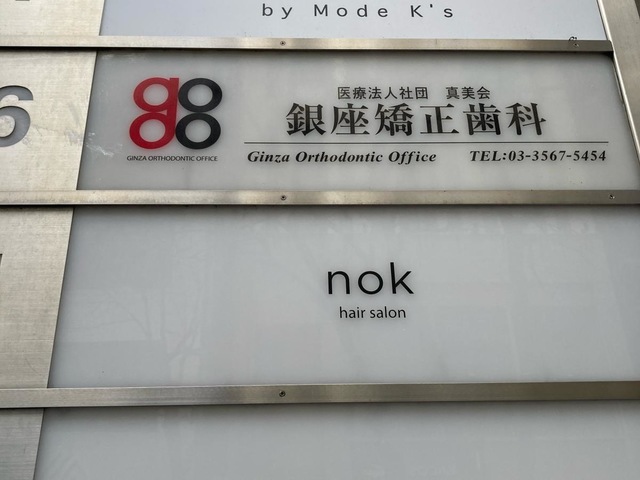 by Mode K's
6
医療法人社団 真美会
銀座矯正歯科
GINZA ORTHODONTIC OFFICE
Ginza Orthodontic Office TEL:03-3567-5454
nok
hair salon